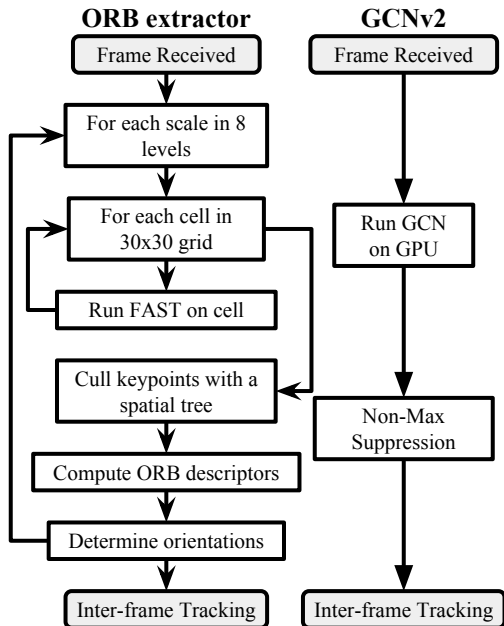 ORB extractor
Frame Received
For each scale in 8
levels
For each cell in
30x30 grid
Run FAST on cell
Cull keypoints with a
spatial tree
Compute ORB descriptors
Determine orientations
Inter-frame Tracking
GCNv2
Frame Received
Run GCN
on GPU
Non-Max
Suppression
Inter-frame Tracking